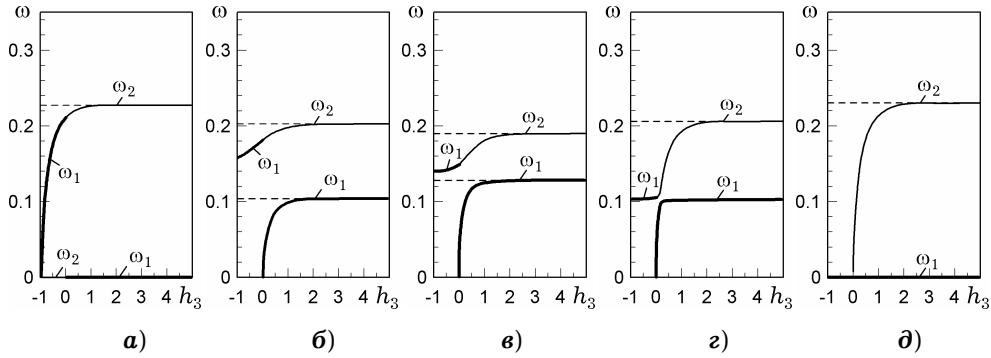 ω ω ω ω ω
0.3 0.3 0.3 0.3 0.3
ω₂ ω₂ ω₂ ω₂ ω₂
0.2 0.2 0.2 0.2 0.2
ω₁ ω₁ ω₁ ω₁ ω₁ ω₁ ω₁
0.1 0.1 0.1 0.1 0.1
ω₂ ω₁ ω₁
0 0 0 0 0
-1 0 1 2 3 4 h₃ -1 0 1 2 3 4 h₃ -1 0 1 2 3 4 h₃ -1 0 1 2 3 4 h₃ -1 0 1 2 3 4 h₃
а) б) в) г) д)